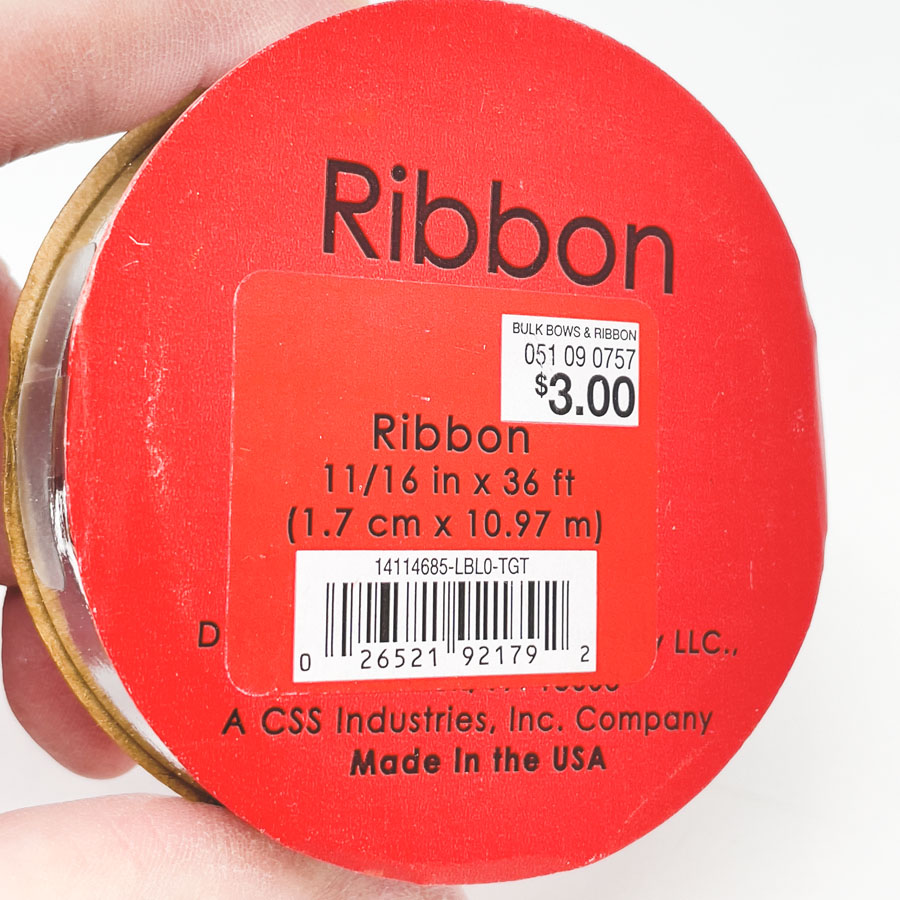 Ribbon
BULK BOWS & RIBBON
051 09 0757
$3.00
Ribbon
11/16 in x 36 ft
(1.7 cm x 10.97 m)
14114685-LBL0-TGT
0 26521 92179 2
LLC.,
A CSS Industries, Inc. Company
Made In the USA